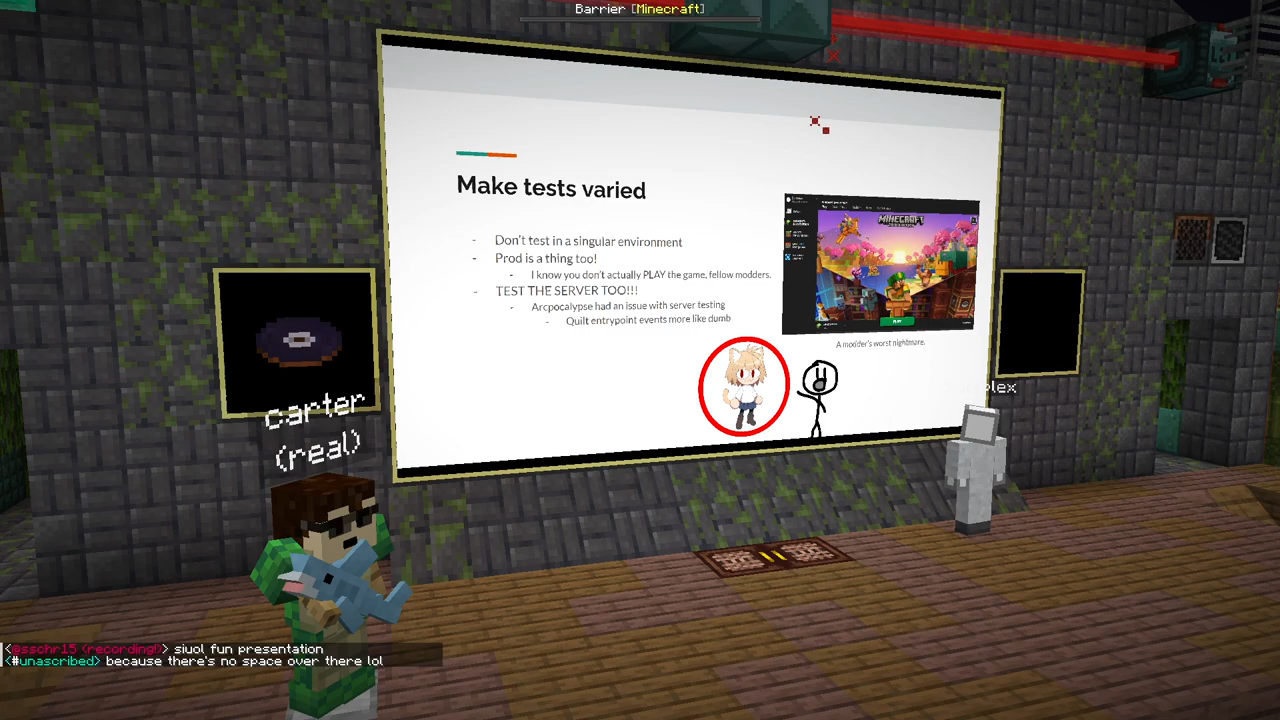 Barrier [Minecraft]
Make tests varied
- Don't test in a singular environment
- Prod is a thing too!
- I know you don't actually PLAY the game, fellow modders.
- TEST THE SERVER TOO!!!
- Arcpocalypse had an issue with server testing
- Quilt entrypoint events more like dumb
MINECRAFT
PLAY
A modder's worst nightmare.
carter
(real)
<@sschr15 (recording!)> siuol fun presentation
<#unascribed> because there's no space over there lol